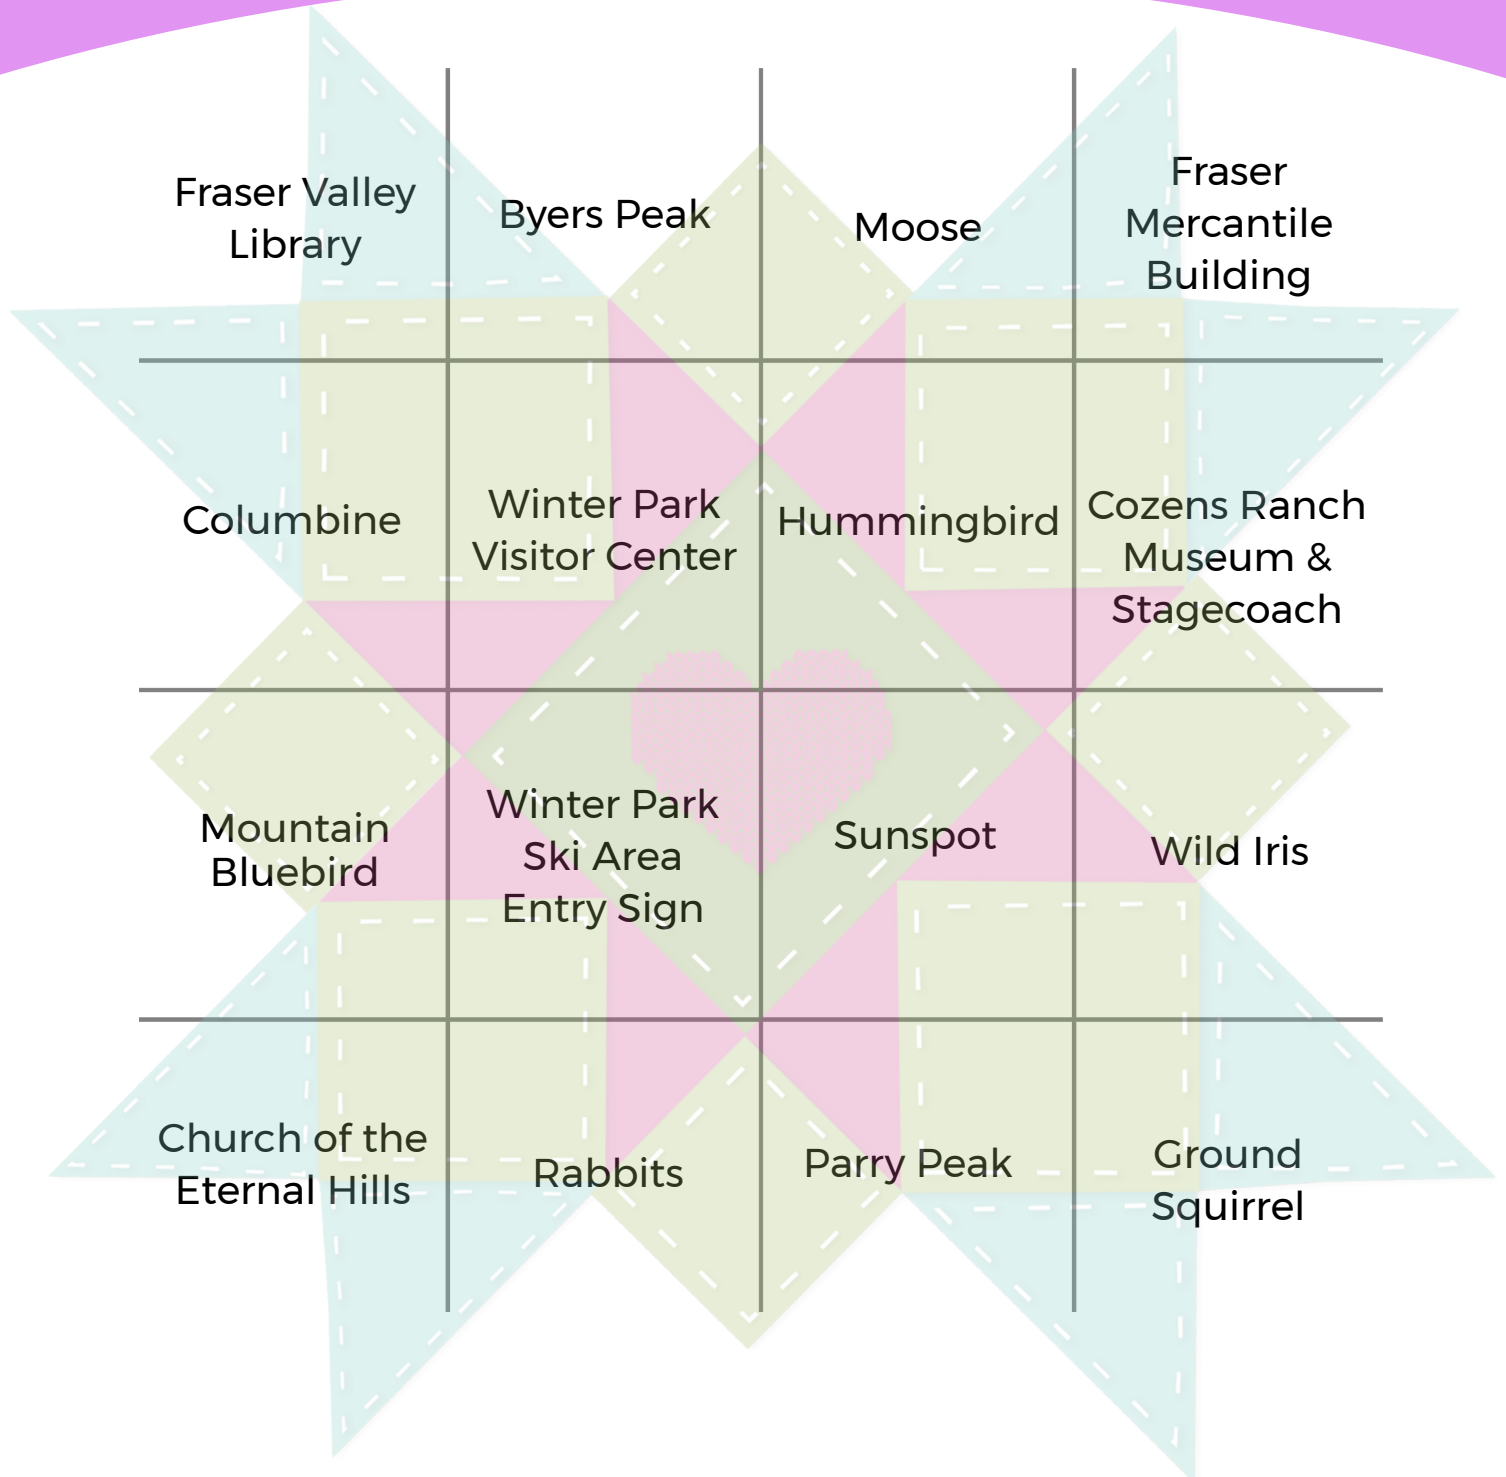 Fraser Valley
Library
Byers Peak
Moose
Fraser
Mercantile
Building
Columbine
Winter Park
Visitor Center
Hummingbird
Cozens Ranch
Museum &
Stagecoach
Mountain
Bluebird
Winter Park
Ski Area
Entry Sign
Sunspot
Wild Iris
Church of the
Eternal Hills
Rabbits
Parry Peak
Ground
Squirrel